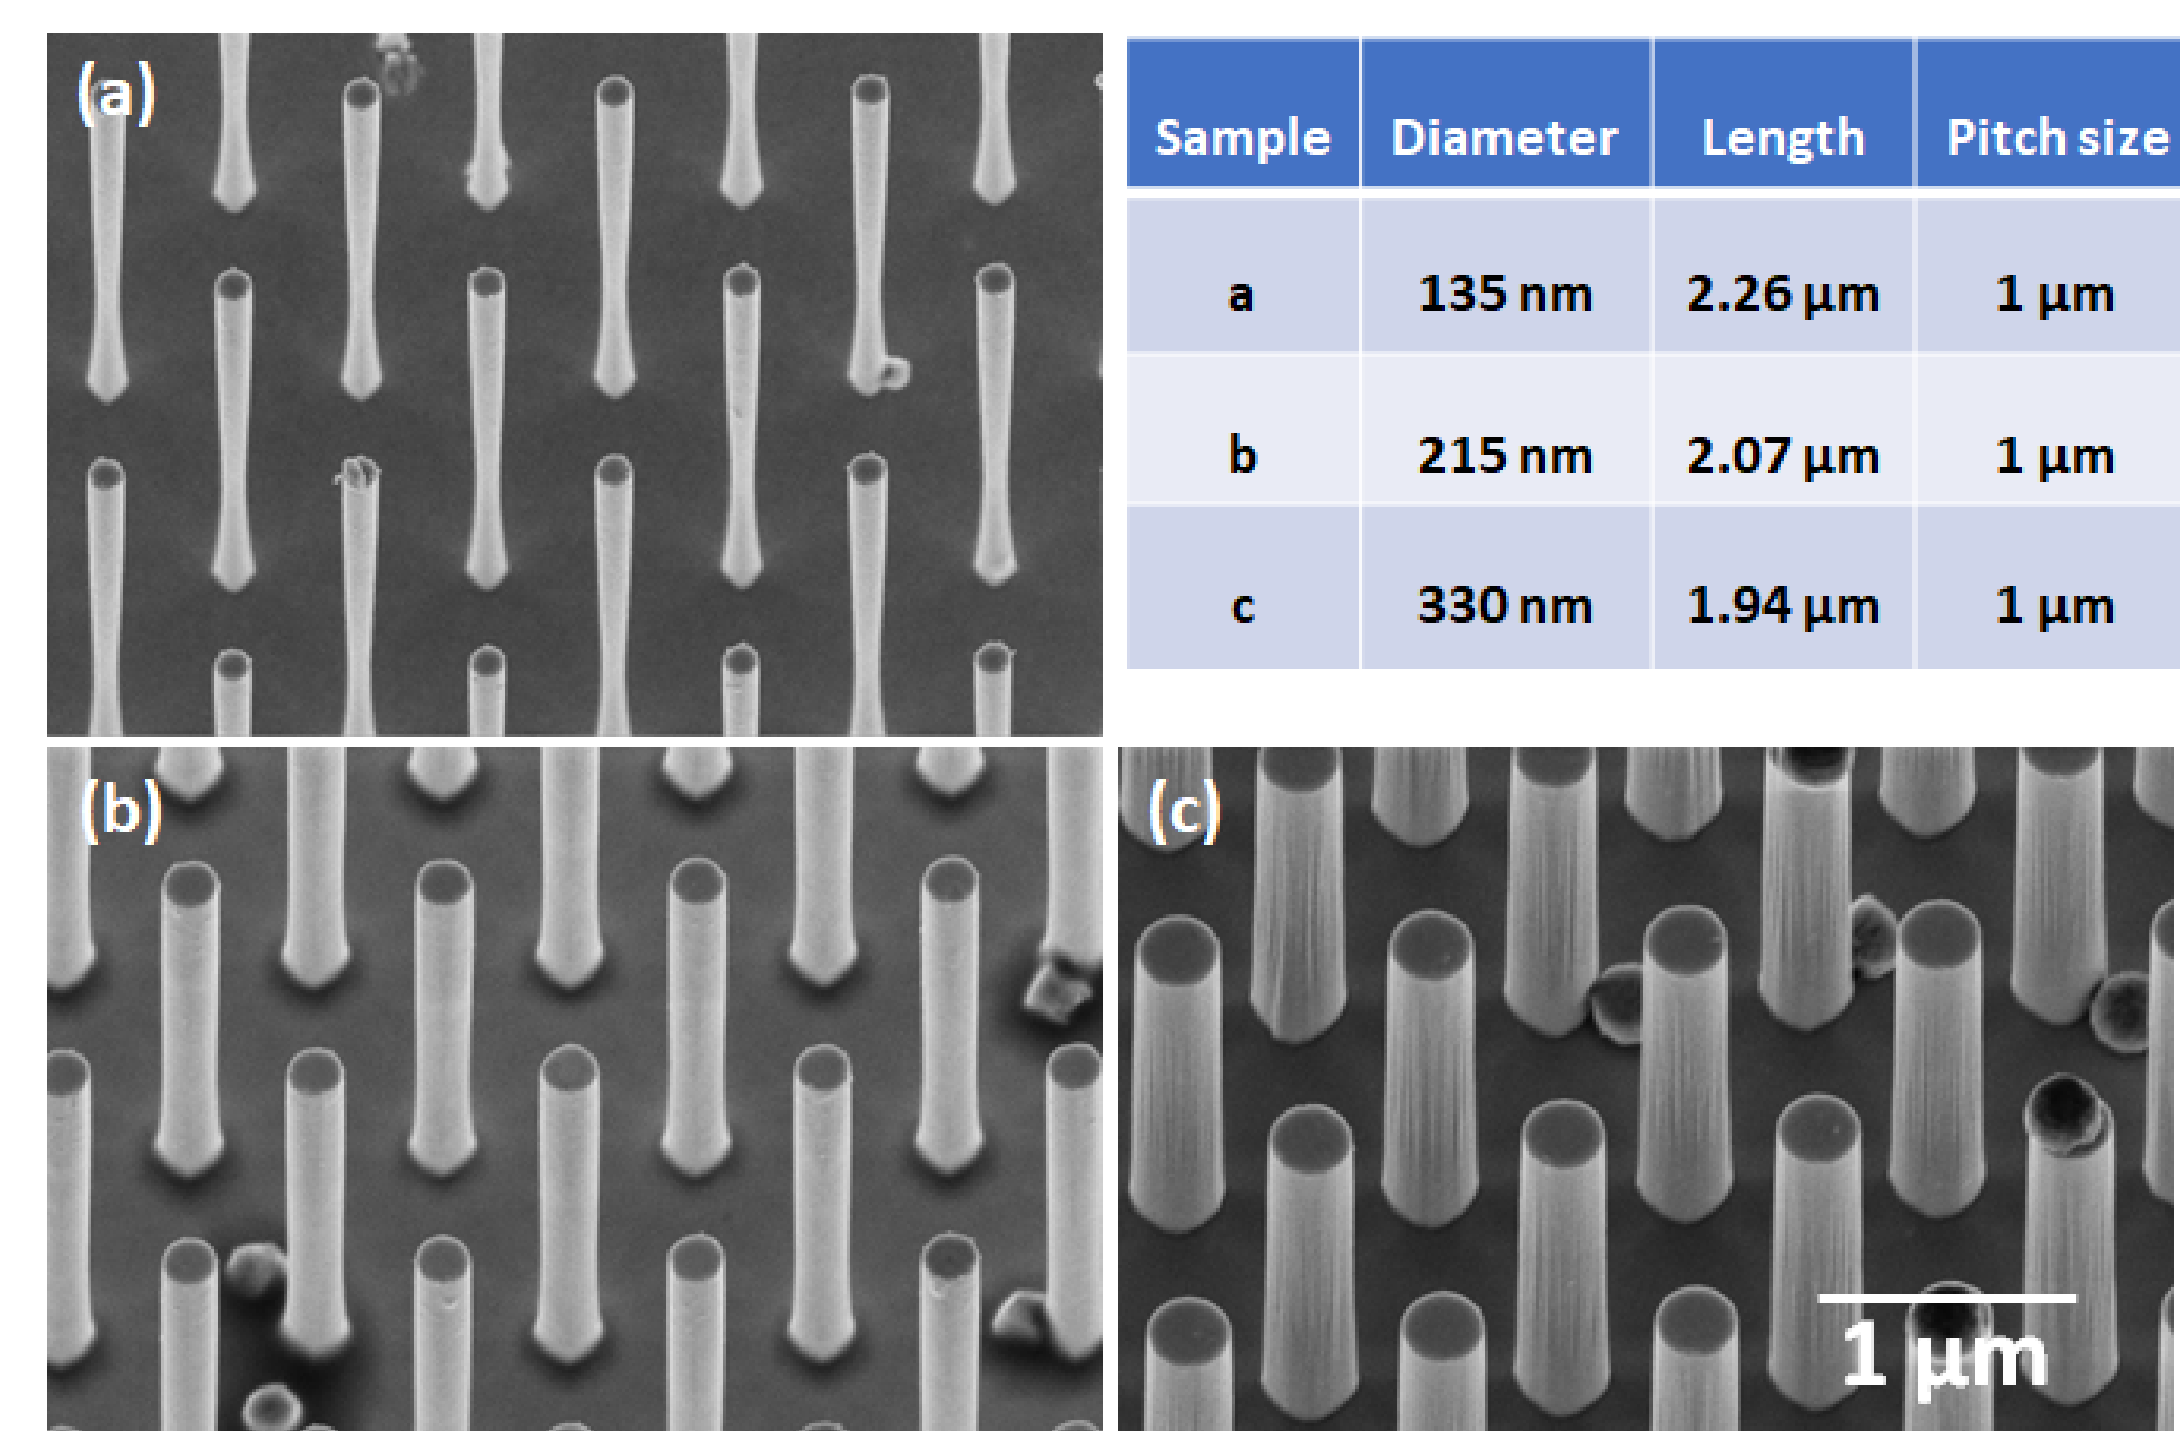 (a)
Sample Diameter Length Pitch size
a 135 nm 2.26 µm 1 µm
b 215 nm 2.07 µm 1 µm
c 330 nm 1.94 µm 1 µm
(b)
(c)
1 µm